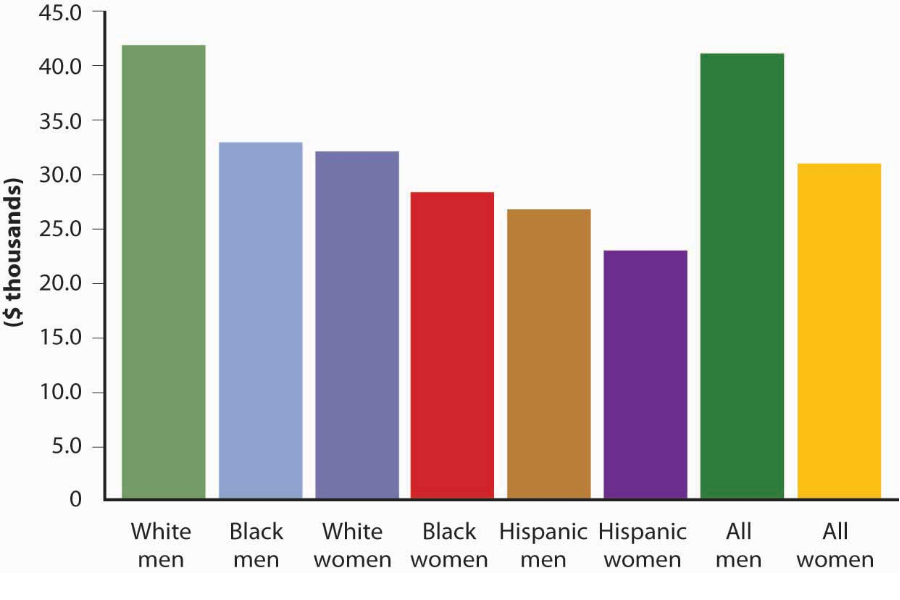 45.0
40.0
35.0
30.0
25.0
20.0
15.0
10.0
5.0
0
($ thousands)
White men
Black men
White women
Black women
Hispanic men
Hispanic women
All men
All women